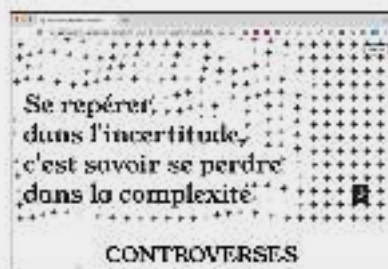 Se repérer,
dans l'incertitude,
c'est savoir se perdre
dans la complexité
CONTROVERSES